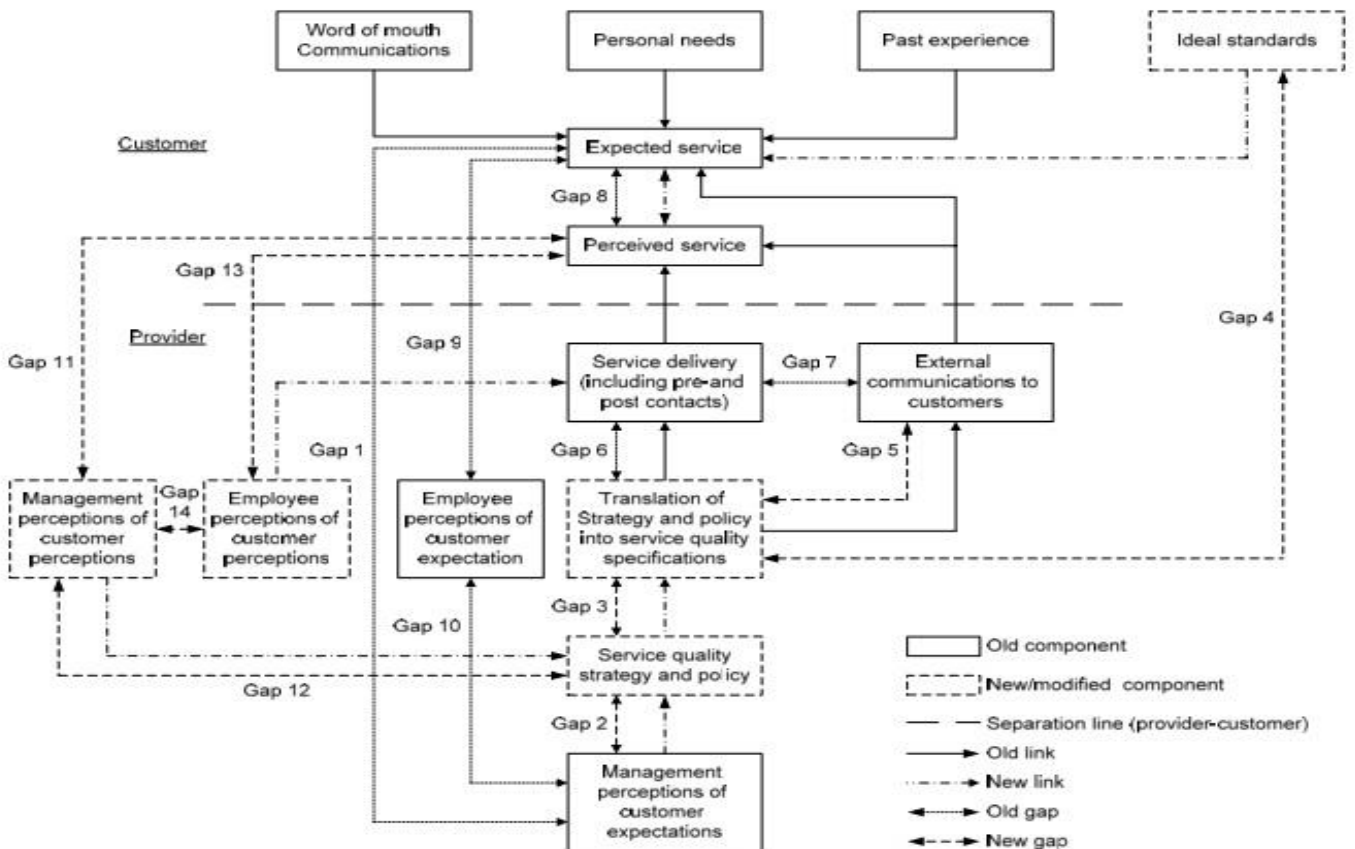 Word of mouth
Communications
Personal needs
Past experience
Ideal standards
Customer
Expected service
Gap 8
Perceived service
Gap 13
Gap 4
Provider
Gap 11
Gap 9
Service delivery
(including pre-and
post contacts)
Gap 7
External
communications to
customers
Gap 1
Gap 6
Gap 5
Management
perceptions of
customer
perceptions
Gap
14
Employee
perceptions of
customer
perceptions
Employee
perceptions of
customer
expectation
Translation of
Strategy and policy
into service quality
specifications
Gap 3
Gap 10
Service quality
strategy and policy
Gap 12
Gap 2
Management
perceptions of
customer
expectations
Old component
New/modified component
Separation line (provider-customer)
Old link
New link
Old gap
New gap